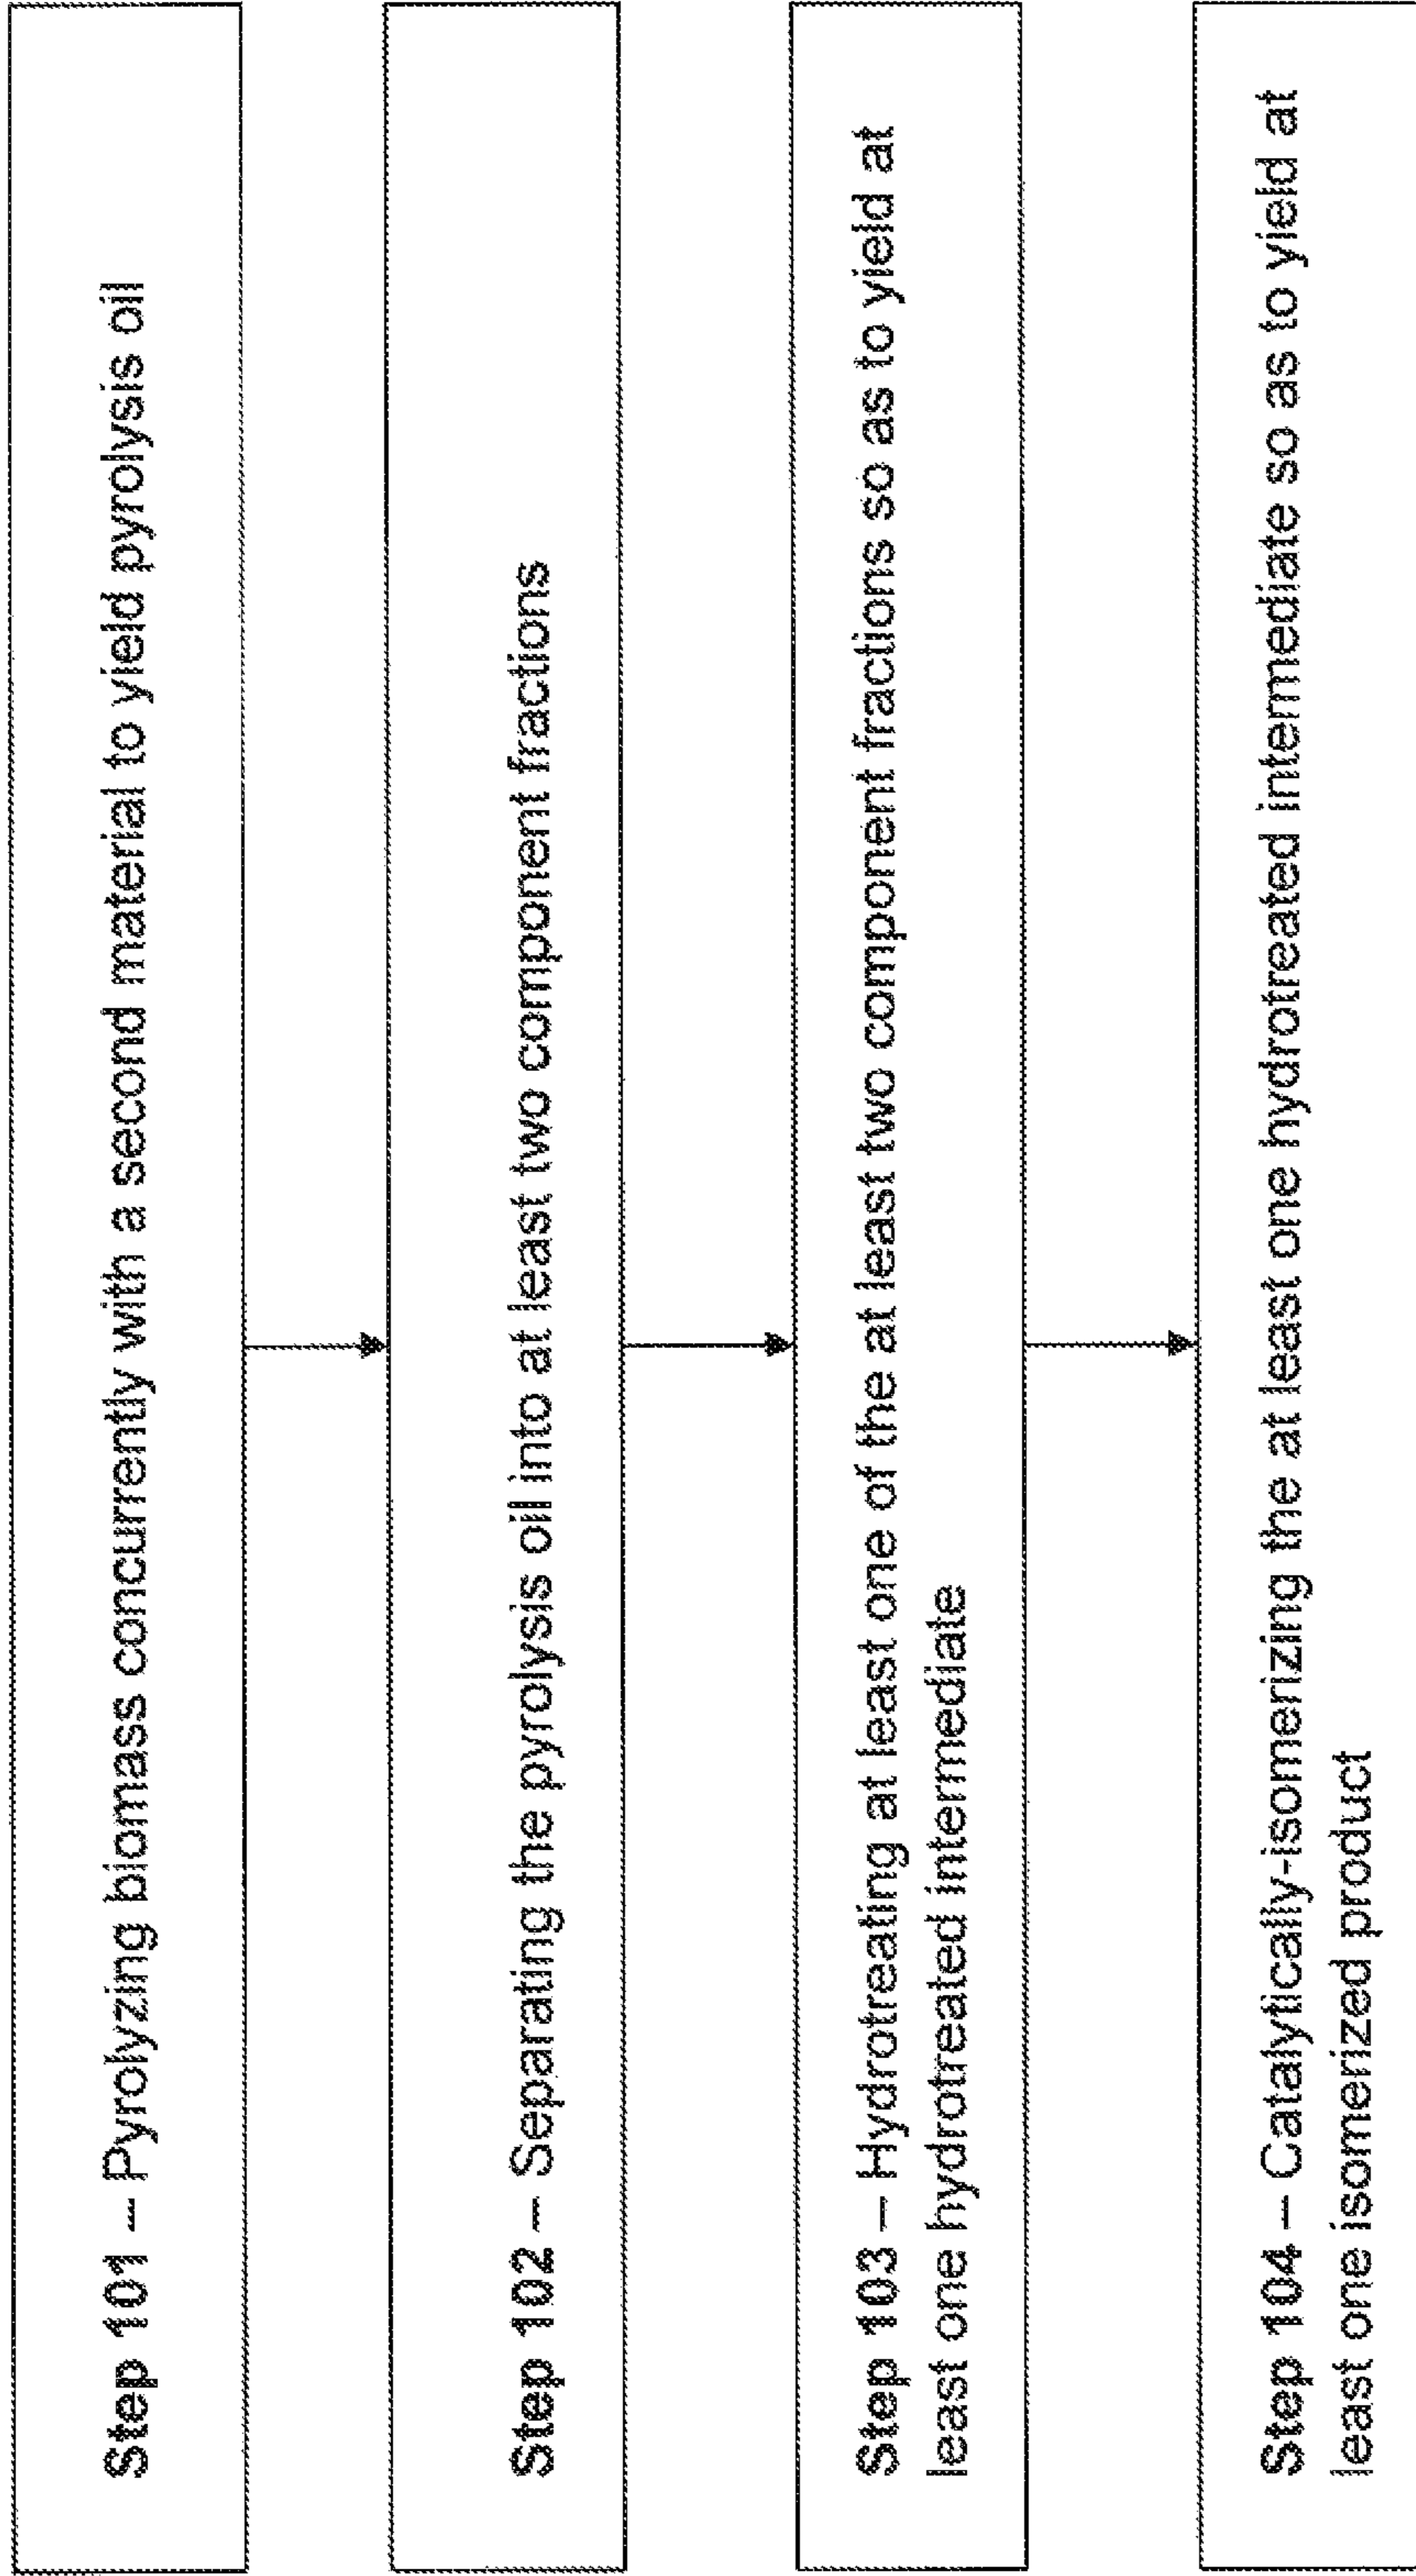 Step 101 – Pyrolyzing biomass concurrently with a second material to yield pyrolysis oil
Step 102 – Separating the pyrolysis oil into at least two component fractions
Step 103 – Hydrotreating at least one of the at least two component fractions so as to yield at
least one hydrotreated intermediate
Step 104 – Catalytically-isomerizing the at least one hydrotreated intermediate so as to yield at
least one isomerized product